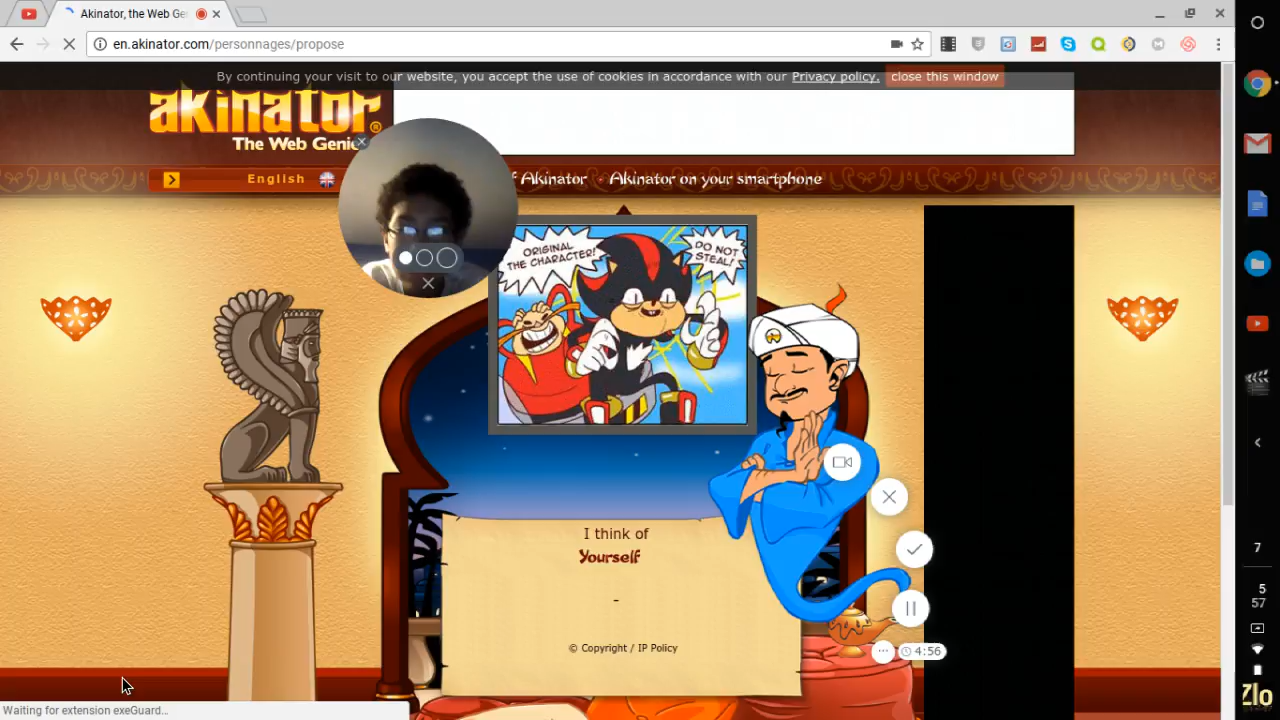 Akinator, the Web Ge
en.akinator.com/personnages/propose
By continuing your visit to our website, you accept the use of cookies in accordance with our Privacy policy. close this window
akinator®
The Web Genie
English
f Akinator - Akinator on your smartphone
ORIGINAL
THE CHARACTER!
DO NOT
STEAL!
I think of
Yourself
-
© Copyright / IP Policy
4:56
7
5
57
Waiting for extension exeGuard...
Zlo